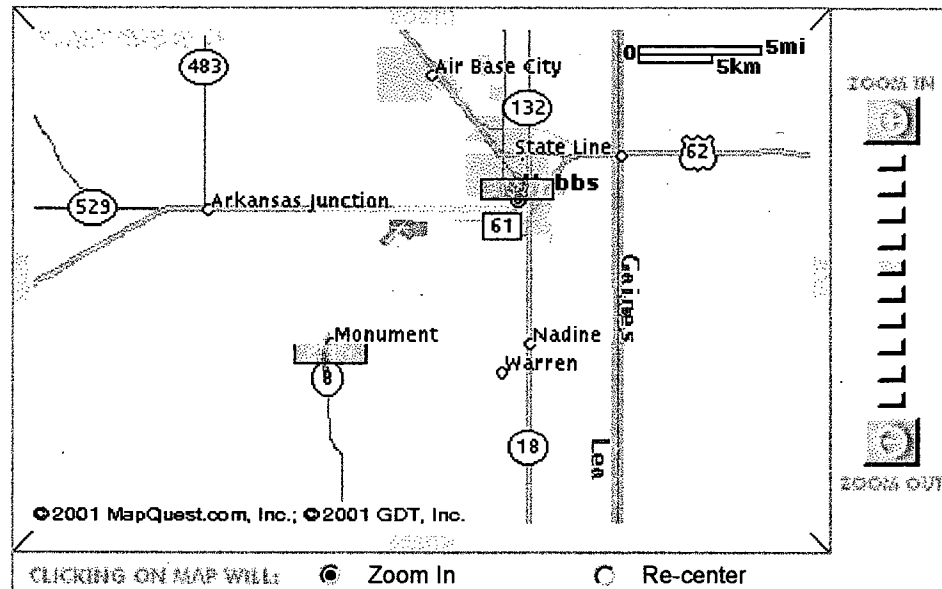 0 5mi
5km
483
Air Base City
ZOOM IN
132
State Line
62
529
Arkansas Junction
61
Gaines
Monument
Nadine
Warren
8
18
Lea
ZOOM OUT
©2001 MapQuest.com, Inc.; ©2001 GDT, Inc.
CLICKING ON MAP WILL: Zoom In Re-center